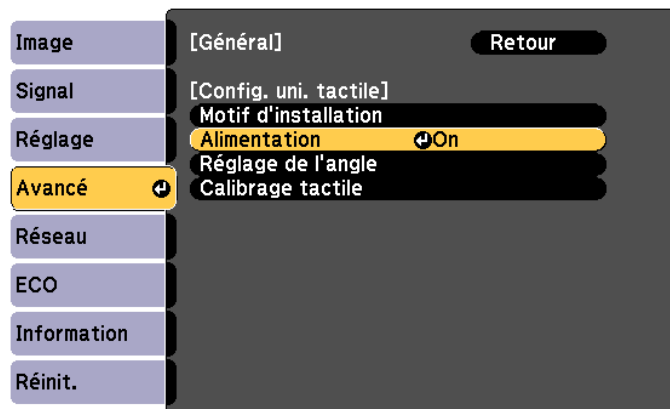 Image
Signal
Réglage
Avancé
Réseau
ECO
Information
Réinit.
[Général] Retour
[Config. uni. tactile]
Motif d'installation
Alimentation On
Réglage de l'angle
Calibrage tactile